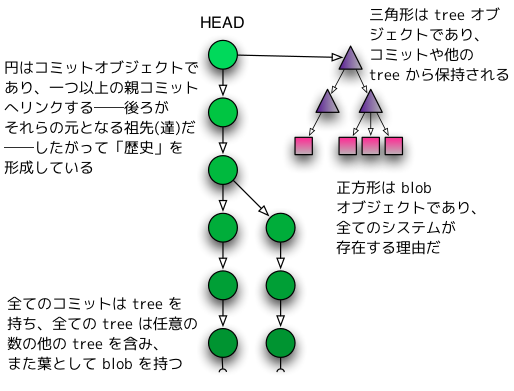 HEAD
三角形は tree オブ
ジェクトであり、
コミットや他の
tree から保持される
円はコミットオブジェクトで
あり、一つ以上の親コミット
へリンクする──後ろが
それらの元となる祖先(達)だ
──したがって「歴史」を
形成している
正方形は blob
オブジェクトであり、
全てのシステムが
存在する理由だ
全てのコミットは tree を
持ち、全ての tree は任意の
数の他の tree を含み、
また葉として blob を持つ